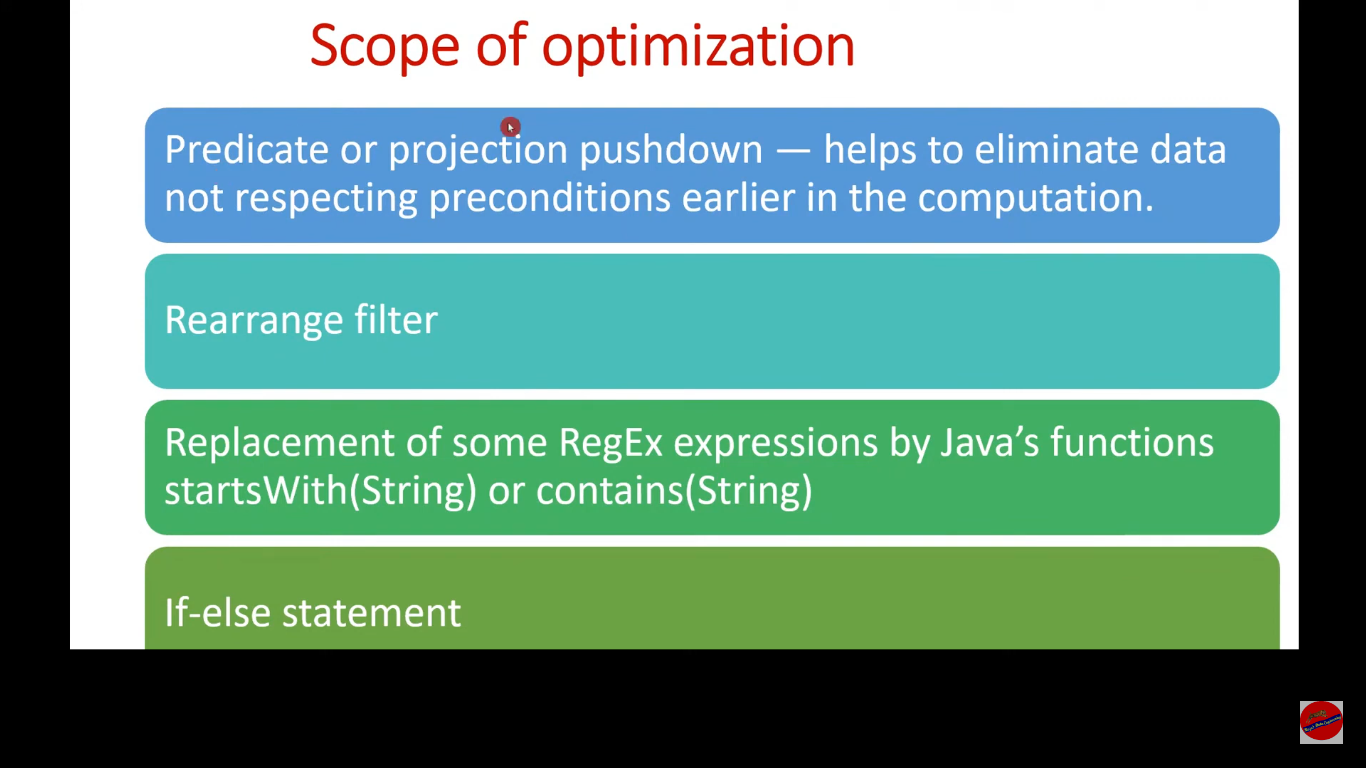 Scope of optimization
Predicate or projection pushdown — helps to eliminate data
not respecting preconditions earlier in the computation.
Rearrange filter
Replacement of some RegEx expressions by Java’s functions
startsWith(String) or contains(String)
If-else statement